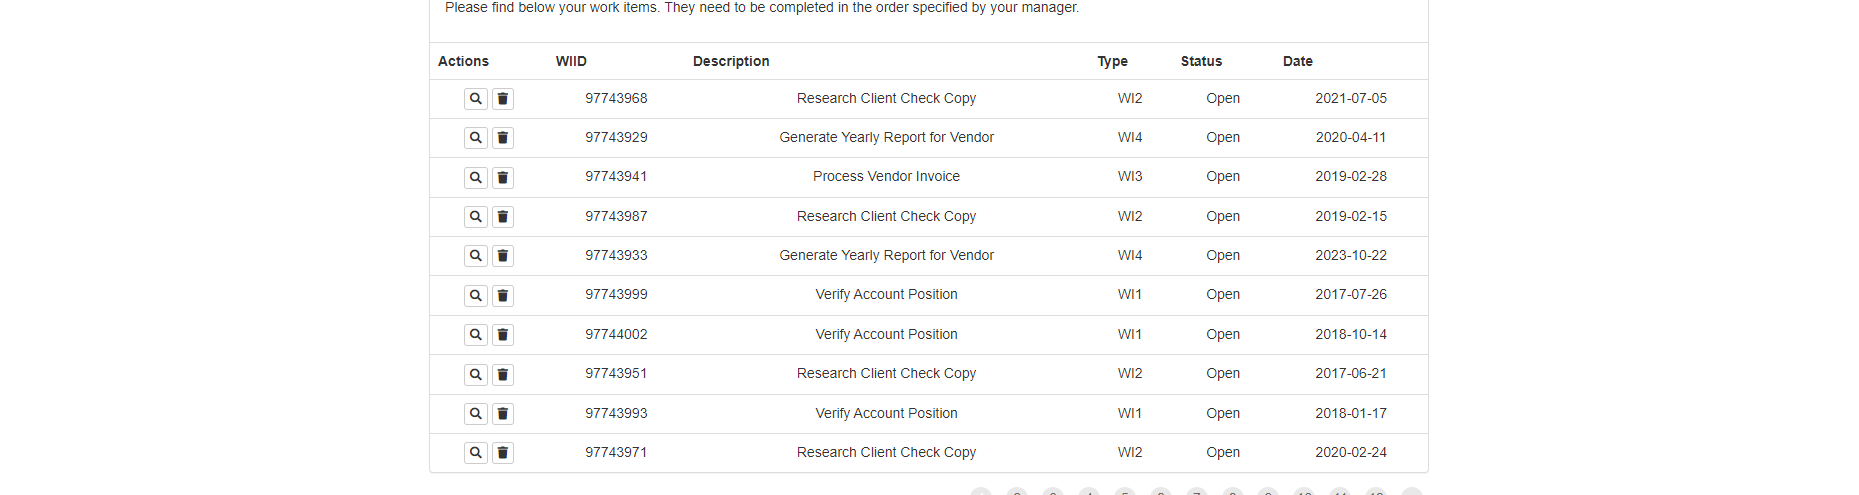 Please find below your work items. They need to be completed in the order specified by your manager.
Actions WIID Description Type Status Date
97743968 Research Client Check Copy WI2 Open 2021-07-05
97743929 Generate Yearly Report for Vendor WI4 Open 2020-04-11
97743941 Process Vendor Invoice WI3 Open 2019-02-28
97743987 Research Client Check Copy WI2 Open 2019-02-15
97743933 Generate Yearly Report for Vendor WI4 Open 2023-10-22
97743999 Verify Account Position WI1 Open 2017-07-26
97744002 Verify Account Position WI1 Open 2018-10-14
97743951 Research Client Check Copy WI2 Open 2017-06-21
97743993 Verify Account Position WI1 Open 2018-01-17
97743971 Research Client Check Copy WI2 Open 2020-02-24